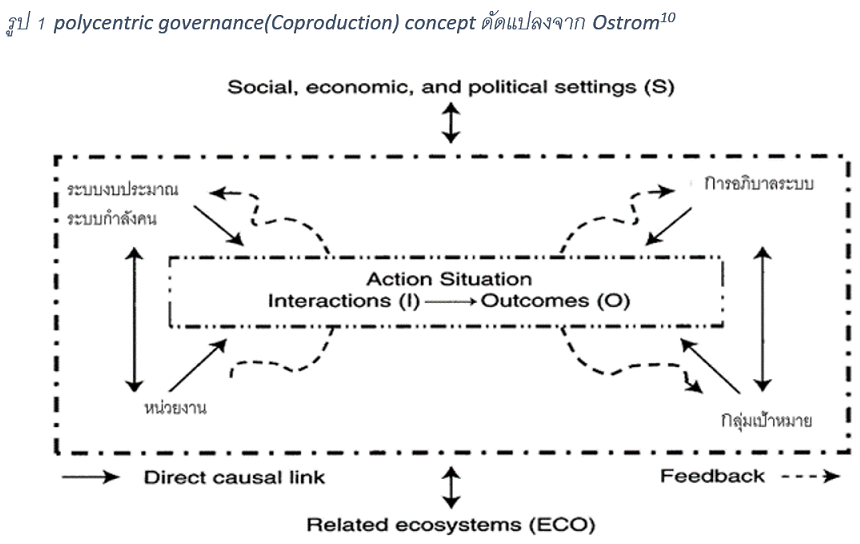 รูป 1 polycentric governance(Coproduction) concept ดัดแปลงจาก Ostrom10
Social, economic, and political settings (S)
ระบบงบประมาณ
ระบบกำลังคน
การอภิบาลระบบ
Action Situation
Interactions (I) → Outcomes (O)
หน่วยงาน
กลุ่มเป้าหมาย
Direct causal link
Feedback
Related ecosystems (ECO)